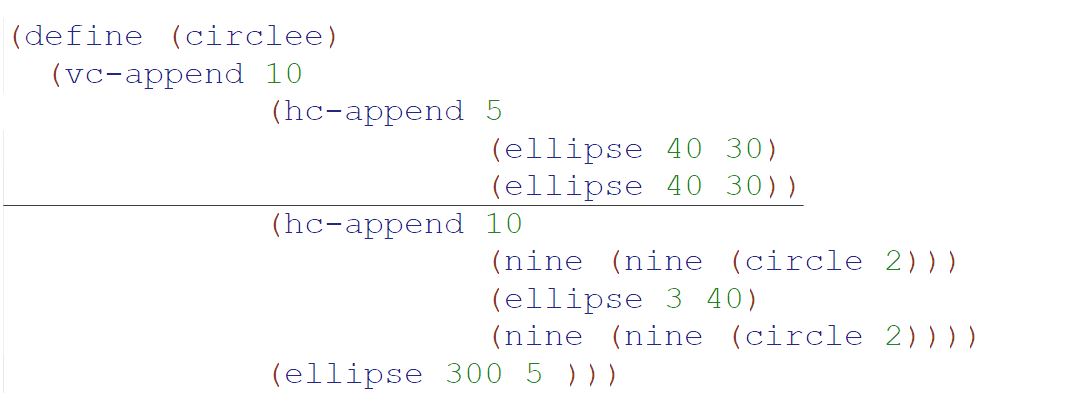 (define (circlee)
  (vc-append 10
             (hc-append 5
                        (ellipse 40 30)
                        (ellipse 40 30))
             (hc-append 10
                        (nine (nine (circle 2)))
                        (ellipse 3 40)
                        (nine (nine (circle 2))))
             (ellipse 300 5 )))